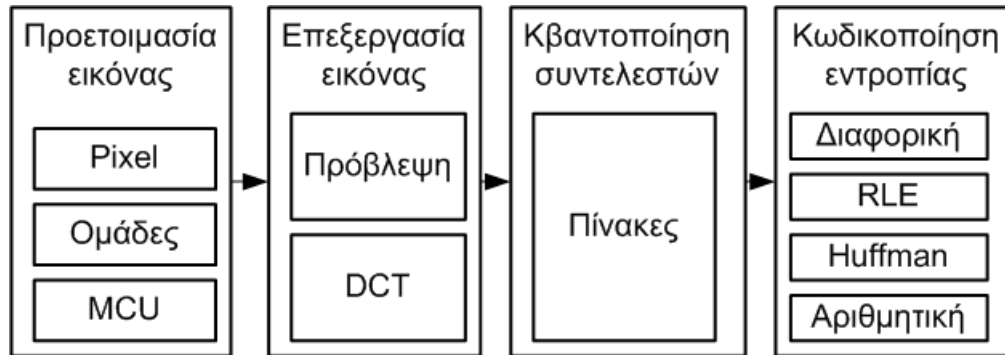 Προετοιμασία
εικόνας
Pixel
Ομάδες
MCU
Επεξεργασία
εικόνας
Πρόβλεψη
DCT
Κβαντοποίηση
συντελεστών
Πίνακες
Κωδικοποίηση
εντροπίας
Διαφορική
RLE
Huffman
Αριθμητική